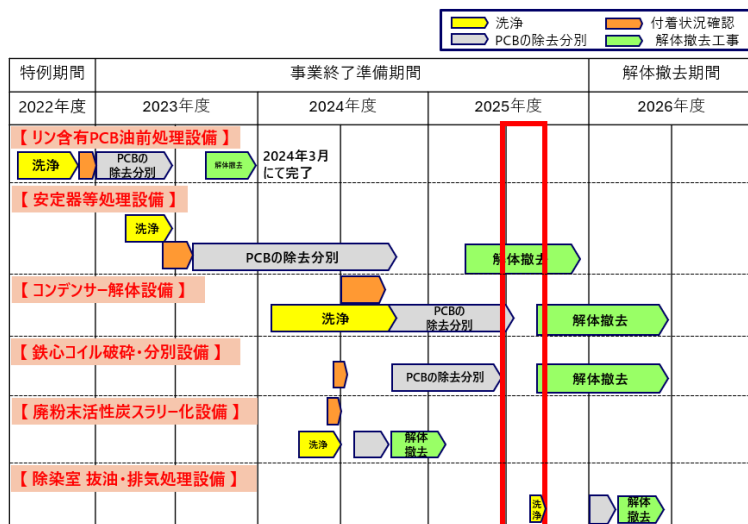 洗浄
付着状況確認
PCBの除去分別
解体撤去工事
特例期間
事業終了準備期間
解体撤去期間
2022年度
2023年度
2024年度
2025年度
2026年度
【 リン含有PCB油前処理設備 】
洗浄
PCBの
除去分別
解体撤去
2024年3月
にて完了
【 安定器等処理設備 】
洗浄
PCBの除去分別
解体撤去
【 コンデンサー解体設備 】
洗浄
PCBの
除去分別
解体撤去
【 鉄心コイル破砕・分別設備 】
PCBの除去分別
解体撤去
【 廃粉末活性炭スラリー化設備 】
洗浄
解体
撤去
【 除染室 抜油・排気処理設備 】
洗
浄
解体
撤去